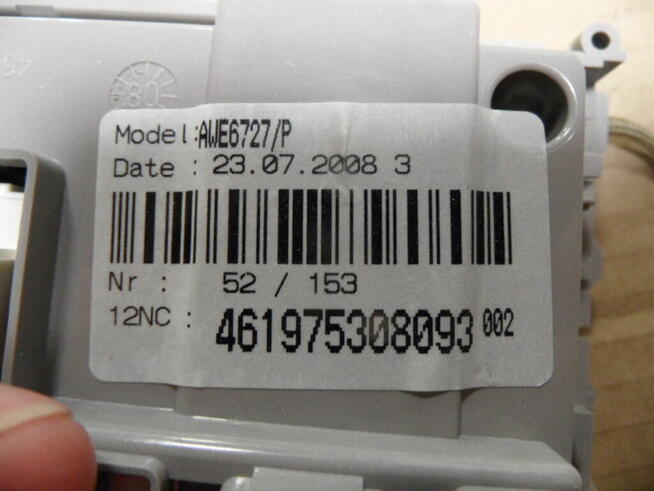 Model:AWE6727/P
Date : 23.07.2008 3
Nr : 52 / 153
12NC : 461975308093 002